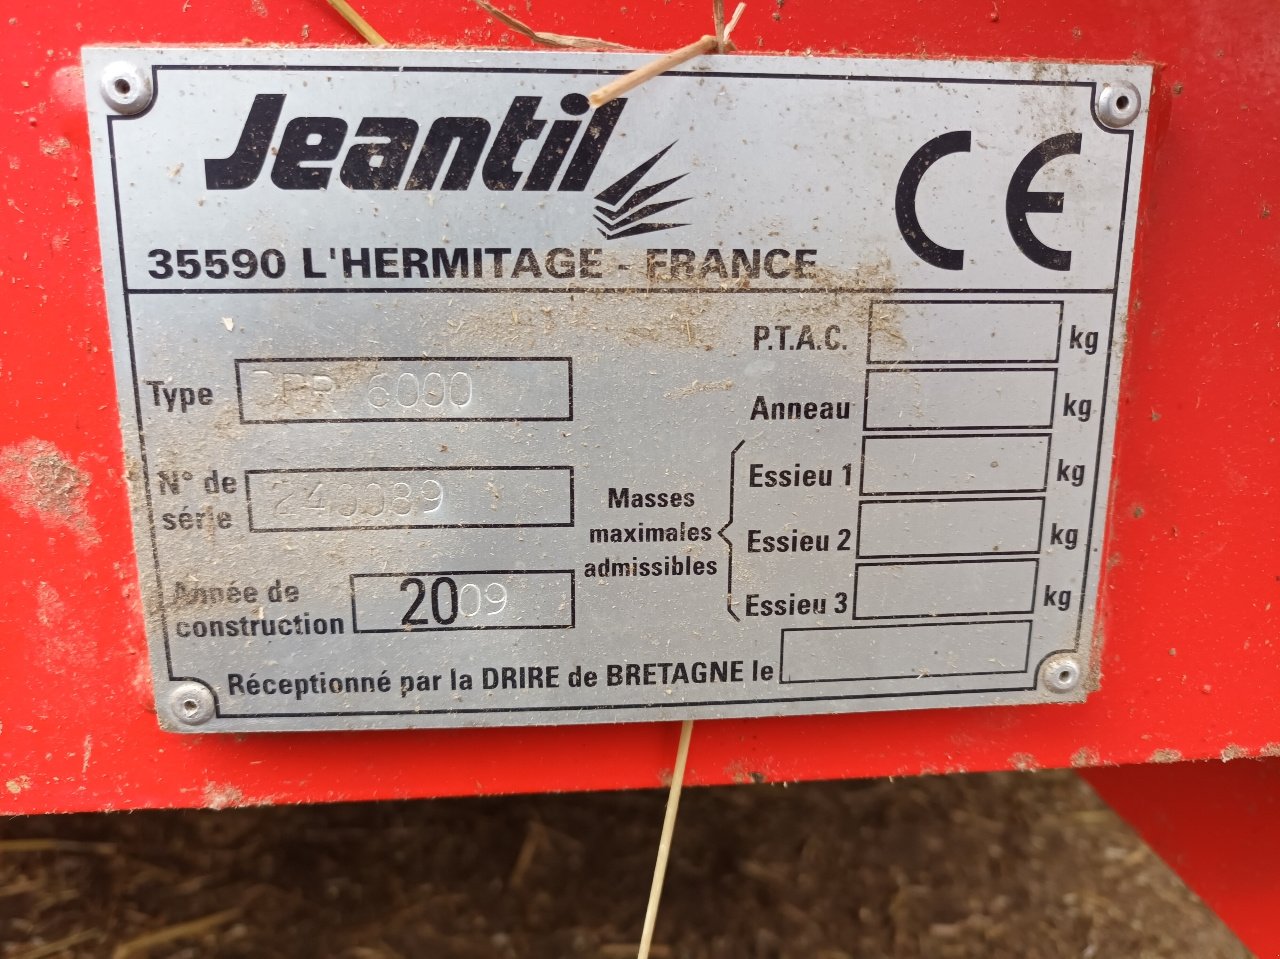 Jeantil
CE
35590 L'HERMITAGE - FRANCE
P.T.A.C. kg
Type 6000
Anneau kg
N° de série 240089
Masses maximales admissibles
Essieu 1 kg
Essieu 2 kg
Essieu 3 kg
Année de construction 2009
Réceptionné par la DRIRE de BRETAGNE le